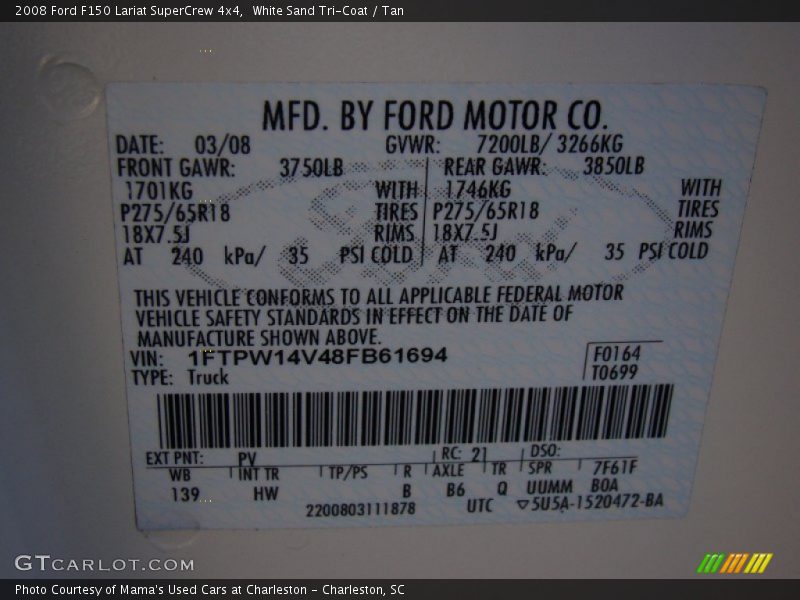 2008 Ford F150 Lariat SuperCrew 4x4, White Sand Tri-Coat / Tan
MFD. BY FORD MOTOR CO.
DATE: 03/08 GVWR: 7200LB/ 3266KG
FRONT GAWR: 3750LB REAR GAWR: 3850LB
1701KG WITH 1746KG WITH
P275/65R18 TIRES P275/65R18 TIRES
18X7.5J RIMS 18X7.5J RIMS
AT 240 kPa/ 35 PSI COLD AT 240 kPa/ 35 PSI COLD
THIS VEHICLE CONFORMS TO ALL APPLICABLE FEDERAL MOTOR
VEHICLE SAFETY STANDARDS IN EFFECT ON THE DATE OF
MANUFACTURE SHOWN ABOVE.
VIN: 1FTPW14V48FB61694 F0164
TYPE: Truck T0699
EXT PNT: PV RC: 21 DSO:
WB INT TR TP/PS R AXLE TR SPR 7F61F
139 HW B B6 Q UUMM BOA
2200803111878 UTC ▽5U5A-1520472-BA
GTCARLOT.COM
Photo Courtesy of Mama's Used Cars at Charleston - Charleston, SC